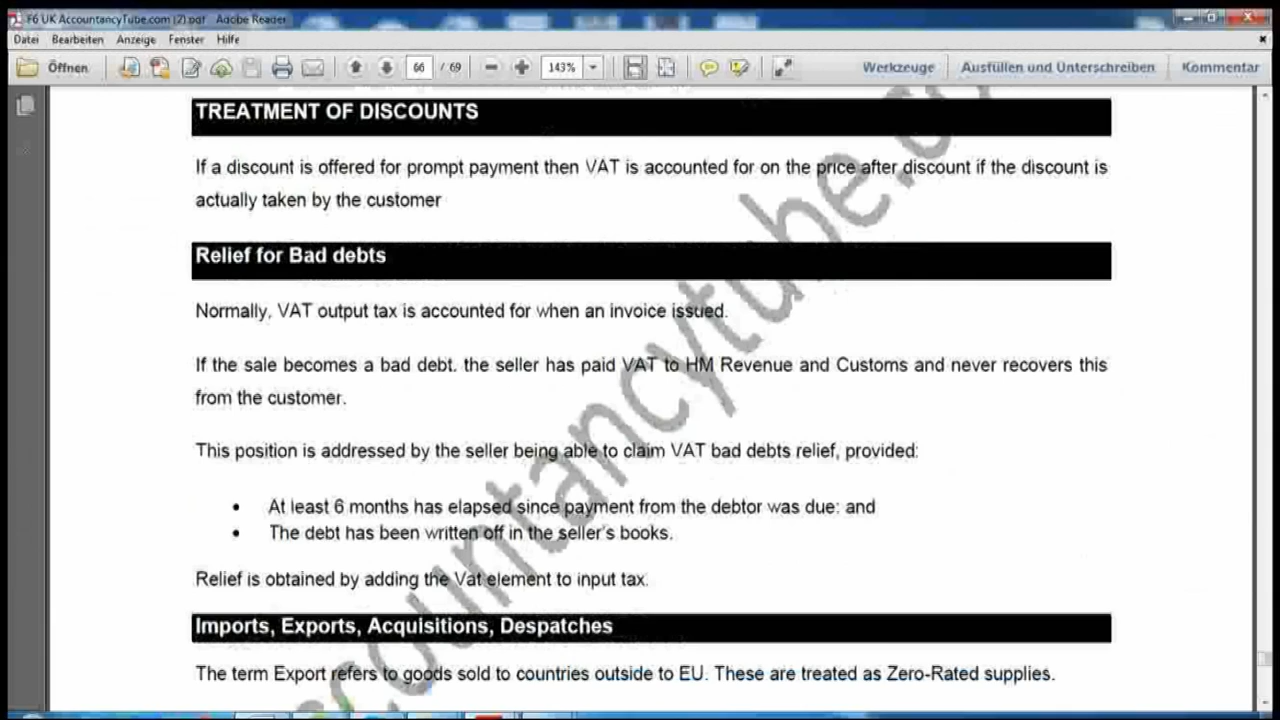 F6 UK AccountancyTube.com (2).pdf - Adobe Reader
Datei Bearbeiten Anzeige Fenster Hilfe
Öffnen 66 / 69 143% Werkzeuge Ausfüllen und Unterschreiben Kommentar
TREATMENT OF DISCOUNTS
If a discount is offered for prompt payment then VAT is accounted for on the price after discount if the discount is
actually taken by the customer
Relief for Bad debts
Normally, VAT output tax is accounted for when an invoice issued.
If the sale becomes a bad debt. the seller has paid VAT to HM Revenue and Customs and never recovers this
from the customer.
This position is addressed by the seller being able to claim VAT bad debts relief, provided:
• At least 6 months has elapsed since payment from the debtor was due: and
• The debt has been written off in the seller's books.
Relief is obtained by adding the Vat element to input tax.
Imports, Exports, Acquisitions, Despatches
The term Export refers to goods sold to countries outside to EU. These are treated as Zero-Rated supplies.